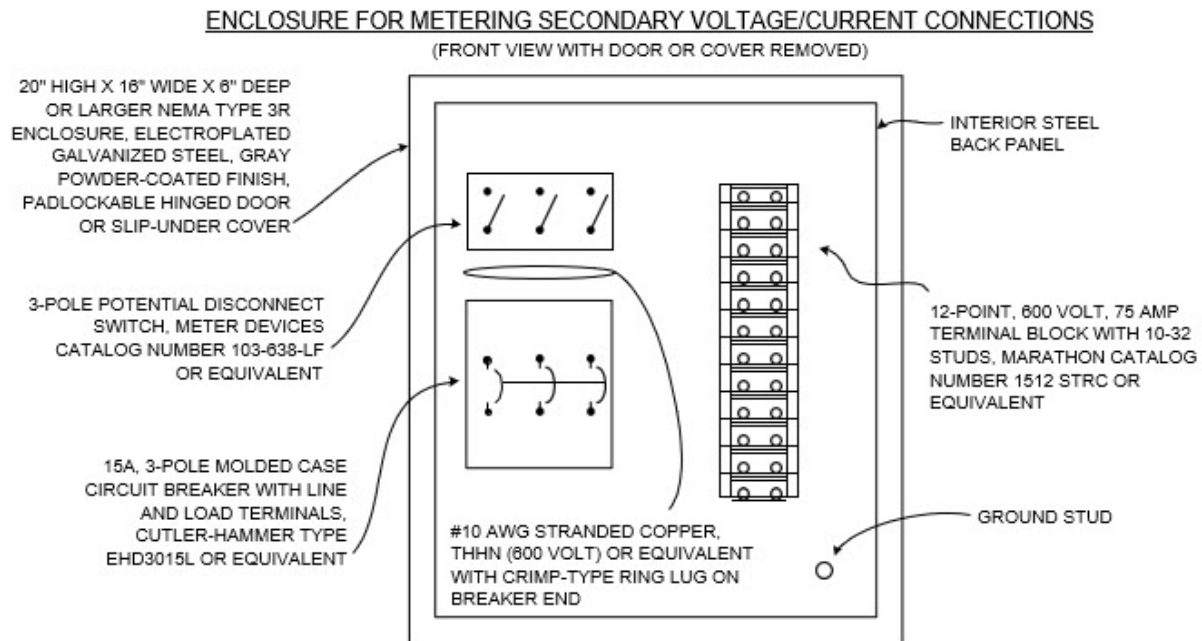 ENCLOSURE FOR METERING SECONDARY VOLTAGE/CURRENT CONNECTIONS
(FRONT VIEW WITH DOOR OR COVER REMOVED)
20" HIGH X 16" WIDE X 6" DEEP
OR LARGER NEMA TYPE 3R
ENCLOSURE, ELECTROPLATED
GALVANIZED STEEL, GRAY
POWDER-COATED FINISH,
PADLOCKABLE HINGED DOOR
OR SLIP-UNDER COVER
INTERIOR STEEL
BACK PANEL
3-POLE POTENTIAL DISCONNECT
SWITCH, METER DEVICES
CATALOG NUMBER 103-638-LF
OR EQUIVALENT
12-POINT, 600 VOLT, 75 AMP
TERMINAL BLOCK WITH 10-32
STUDS, MARATHON CATALOG
NUMBER 1512 STRC OR
EQUIVALENT
15A, 3-POLE MOLDED CASE
CIRCUIT BREAKER WITH LINE
AND LOAD TERMINALS,
CUTLER-HAMMER TYPE
EHD3015L OR EQUIVALENT
#10 AWG STRANDED COPPER,
THHN (600 VOLT) OR EQUIVALENT
WITH CRIMP-TYPE RING LUG ON
BREAKER END
GROUND STUD